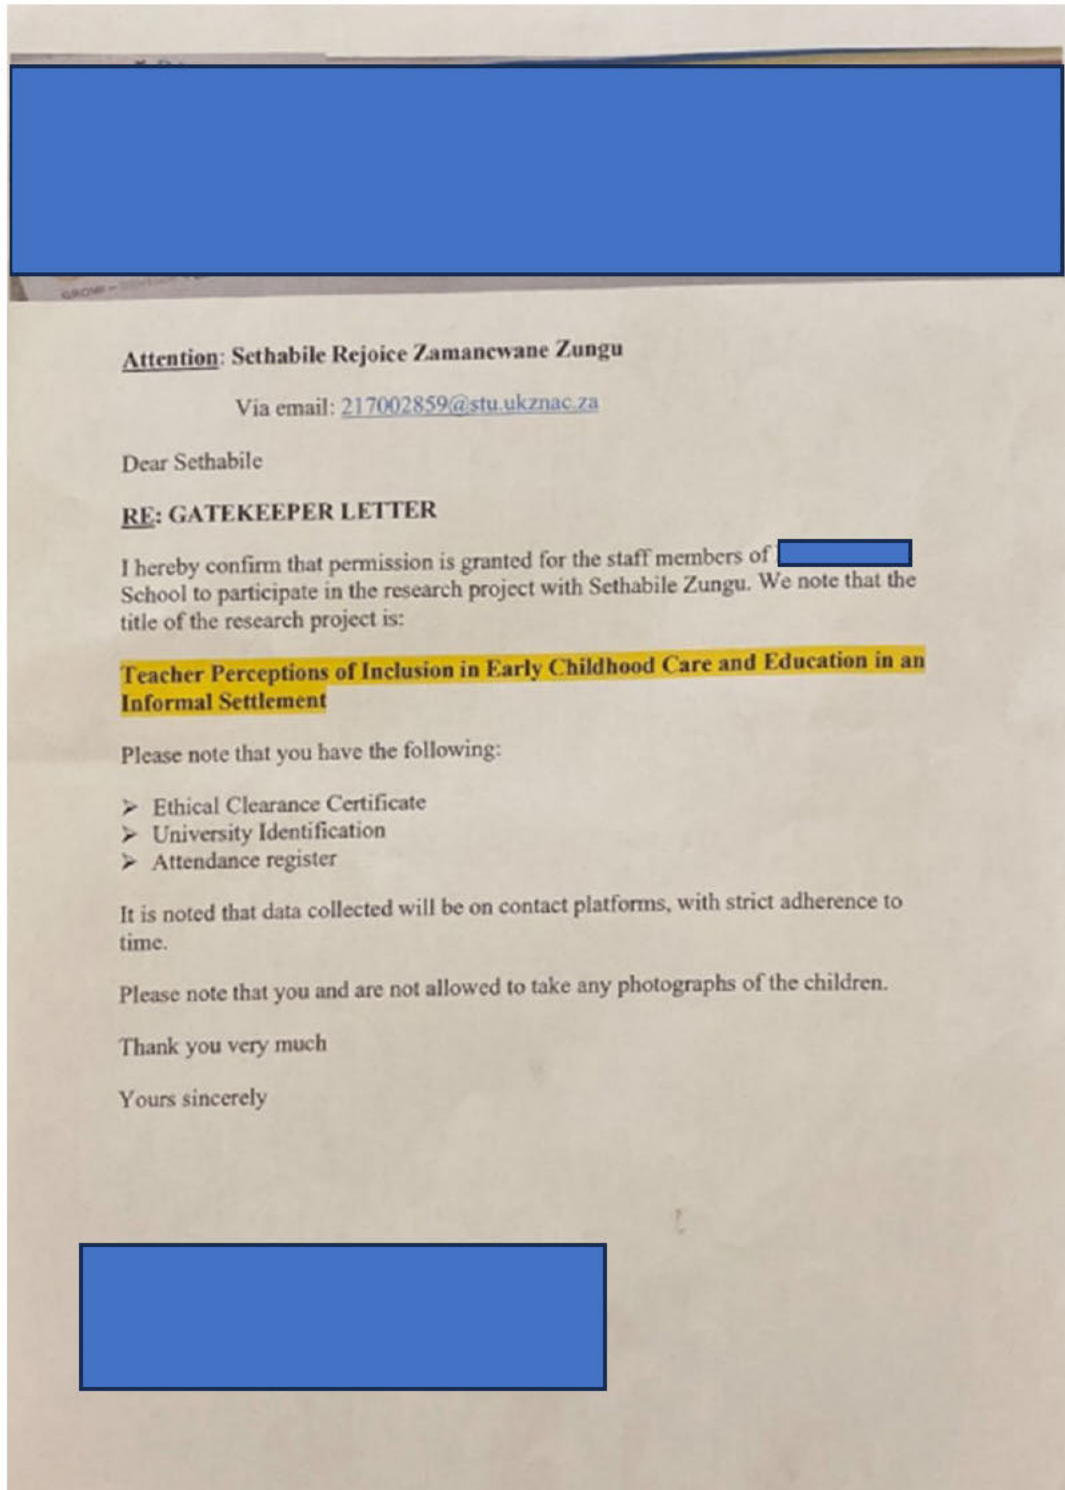 GROW –
Attention: Sethabile Rejoice Zamancwane Zungu
Via email: 217002859@stu.ukznac.za
Dear Sethabile
RE: GATEKEEPER LETTER
I hereby confirm that permission is granted for the staff members of
School to participate in the research project with Sethabile Zungu. We note that the
title of the research project is:
Teacher Perceptions of Inclusion in Early Childhood Care and Education in an
Informal Settlement
Please note that you have the following:
➢ Ethical Clearance Certificate
➢ University Identification
➢ Attendance register
It is noted that data collected will be on contact platforms, with strict adherence to
time.
Please note that you and are not allowed to take any photographs of the children.
Thank you very much
Yours sincerely